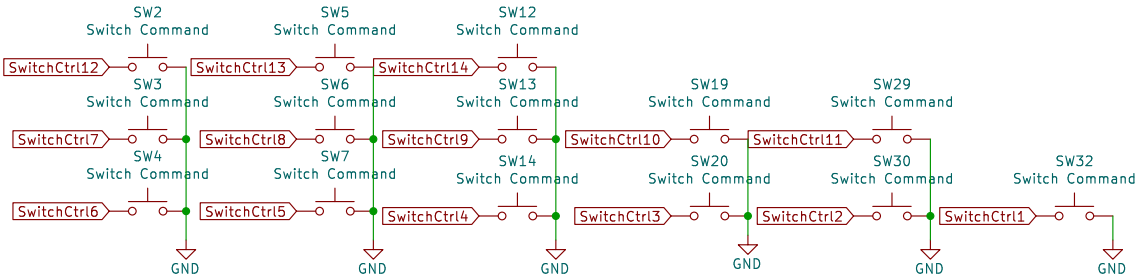 SW2
Switch Command
SwitchCtrl12
SW5
Switch Command
SwitchCtrl13
SW12
Switch Command
SwitchCtrl14
SW3
Switch Command
SwitchCtrl7
SW6
Switch Command
SwitchCtrl8
SW13
Switch Command
SwitchCtrl9
SW19
Switch Command
SwitchCtrl10
SW29
Switch Command
SwitchCtrl11
SW4
Switch Command
SwitchCtrl6
SW7
Switch Command
SwitchCtrl5
SW14
Switch Command
SwitchCtrl4
SW20
Switch Command
SwitchCtrl3
SW30
Switch Command
SwitchCtrl2
SW32
Switch Command
SwitchCtrl1
GND
GND
GND
GND
GND
GND